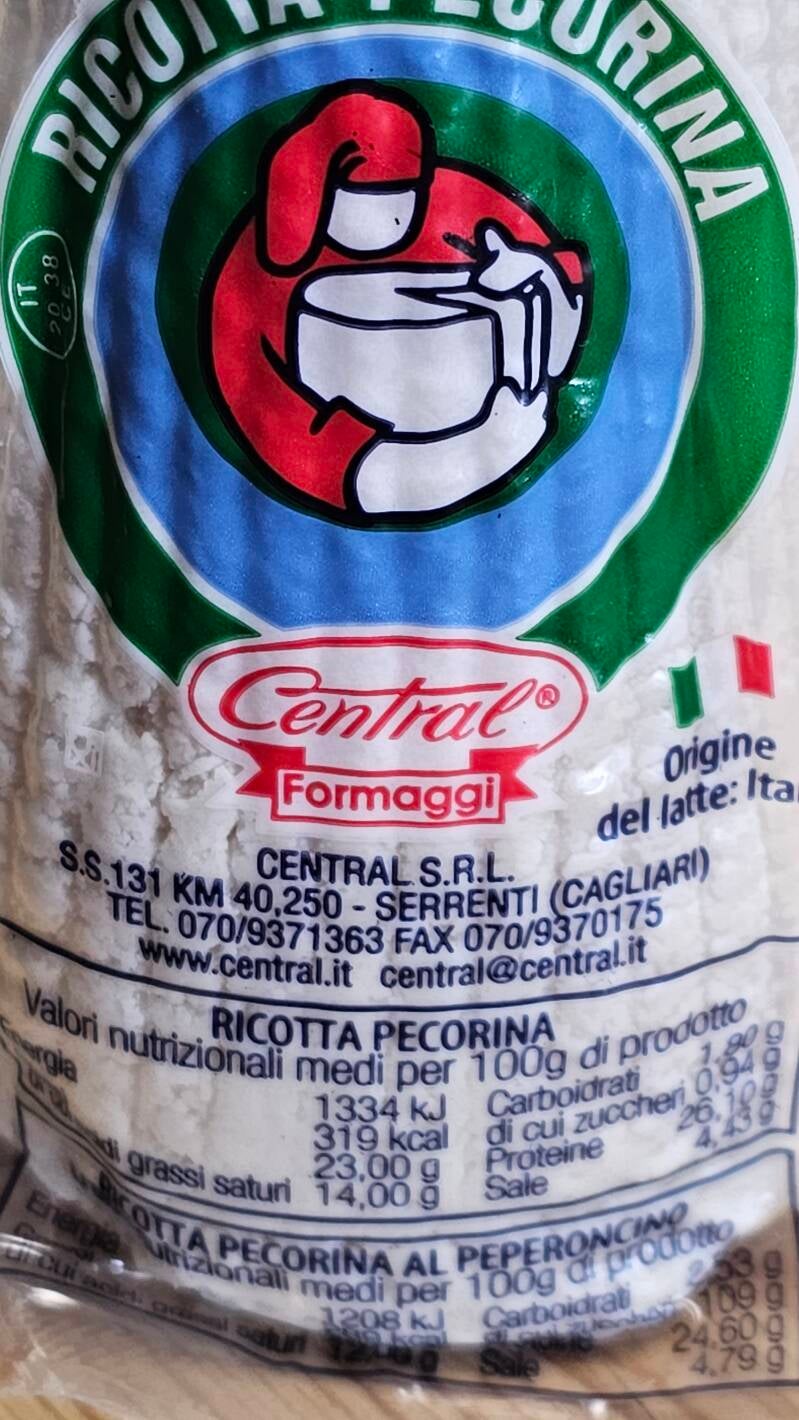 RICOTTA PECORINA
IT
20 38
CE
Central®
Formaggi
Origine
del latte:
CENTRAL S.R.L.
S.S.131 KM 40,250 - SERRENTI (CAGLIARI)
TEL. 070/9371363 FAX 070/9370175
www.central.it central@central.it
RICOTTA PECORINA
Valori nutrizionali medi per 100g di prodotto
1334 kJ Carboidrati 1,90 g
319 kcal di cui zuccheri 0,94 g
23,00 g Proteine 26,10 g
di grassi saturi 14,00 g Sale 4,43 g
RICOTTA PECORINA AL PEPERONCINO
medi per 100g di prodotto
Energia 1208 kJ Carboidrati
24,60 g
Sale 4,79 g